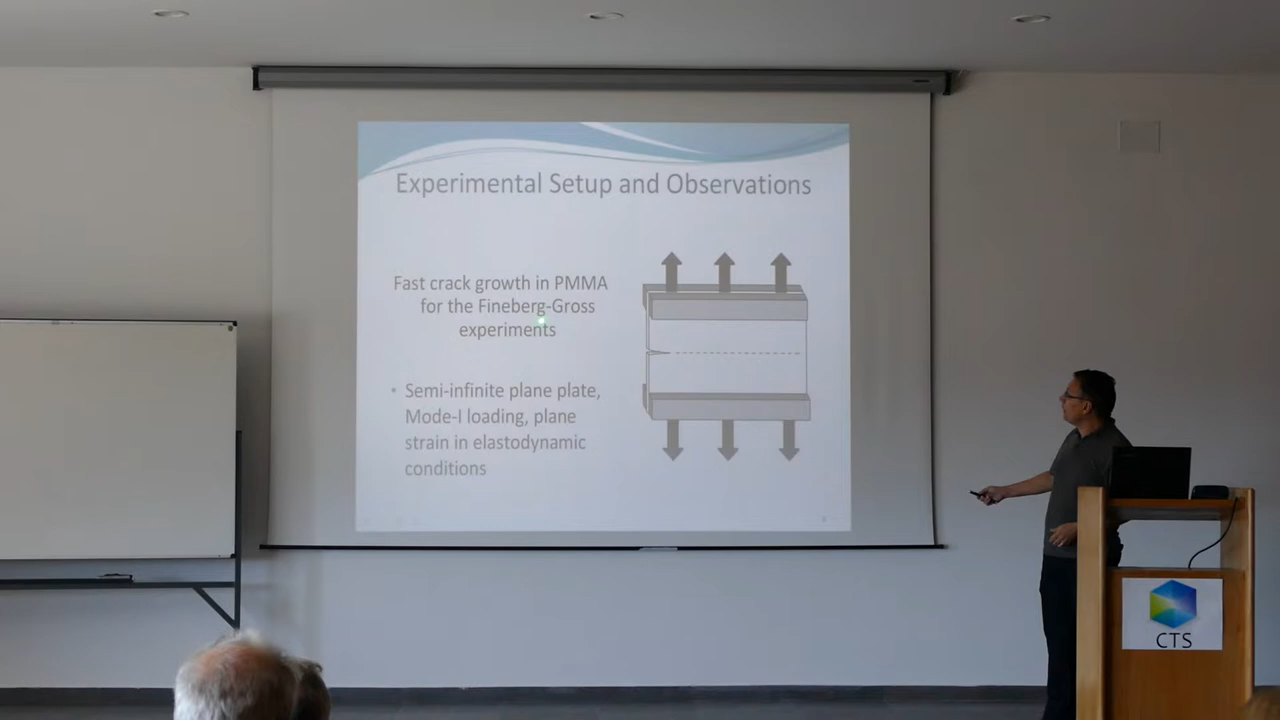 Experimental Setup and Observations
Fast crack growth in PMMA
for the Fineberg-Gross
experiments
• Semi-infinite plane plate,
Mode-I loading, plane
strain in elastodynamic
conditions
CTS